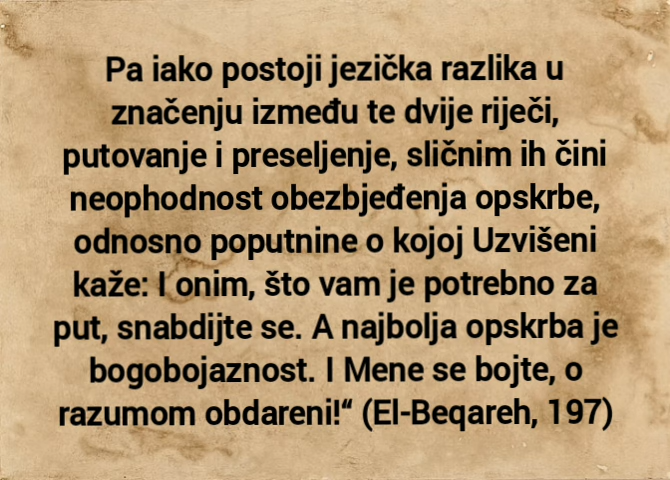 Pa iako postoji jezička razlika u
značenju između te dvije riječi,
putovanje i preseljenje, sličnim ih čini
neophodnost obezbjeđenja opskrbe,
odnosno poputnine o kojoj Uzvišeni
kaže: I onim, što vam je potrebno za
put, snabdijte se. A najbolja opskrba je
bogobojaznost. I Mene se bojte, o
razumom obdareni!“ (El-Beqareh, 197)